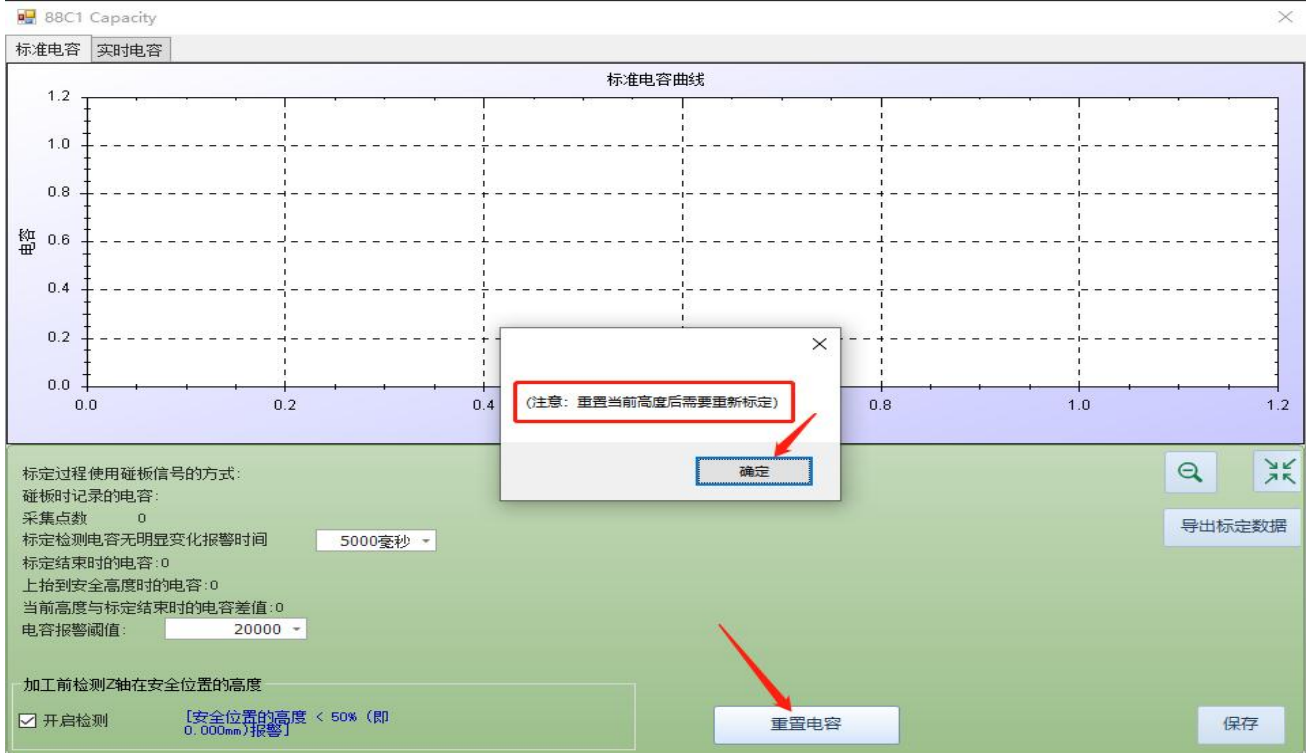 88C1 Capacity
标准电容 实时电容
标准电容曲线
1.2
1.0
0.8
0.6
0.4
0.2
0.0
电容
0.0 0.2 0.4 0.8 1.0 1.2
(注意: 重置当前高度后需要重新标定)
确定
标定过程使用碰板信号的方式:
碰板时记录的电容:
采集点数 0
标定检测电容无明显变化报警时间 5000毫秒
标定结束时的电容:0
上抬到安全高度时的电容:0
当前高度与标定结束时的电容差值:0
电容报警阈值: 20000
导出标定数据
加工前检测Z轴在安全位置的高度
开启检测
[安全位置的高度 < 50% (即
0.000mm)报警]
重置电容
保存